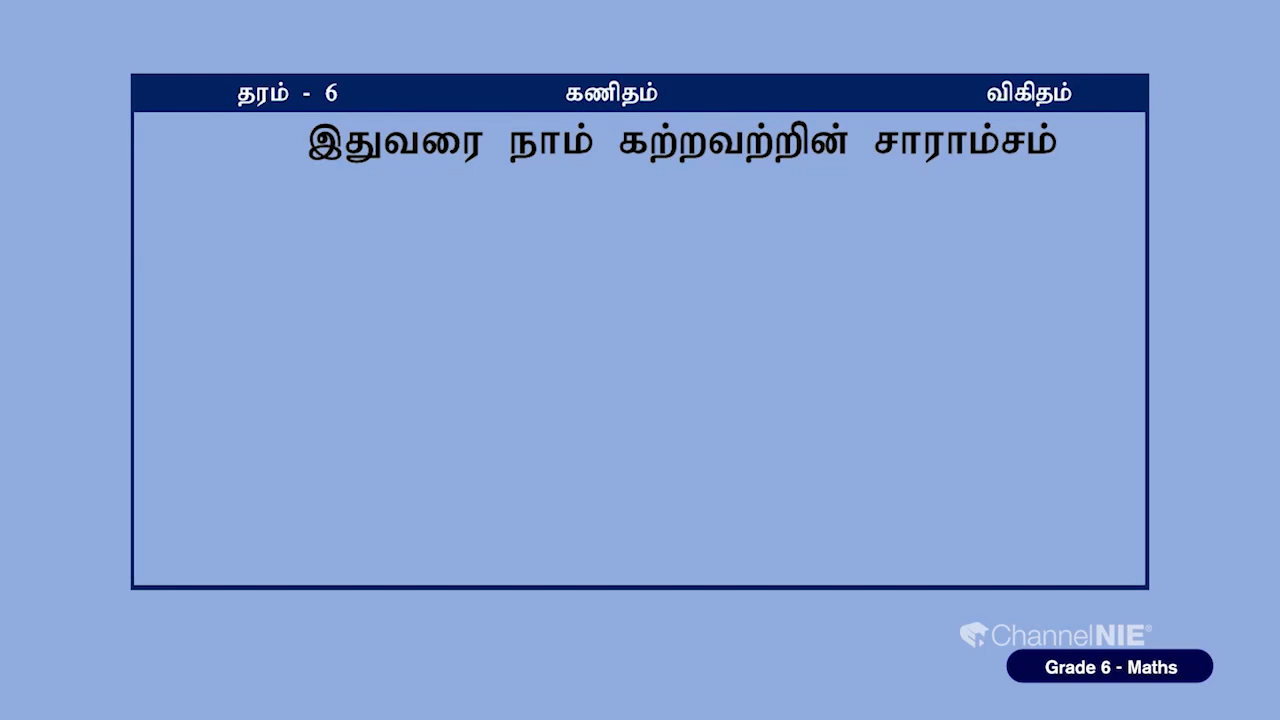 தரம் - 6 கணிதம் விகிதம்
இதுவரை நாம் கற்றவற்றின் சாராம்சம்
ChannelNIE®
Grade 6 - Maths